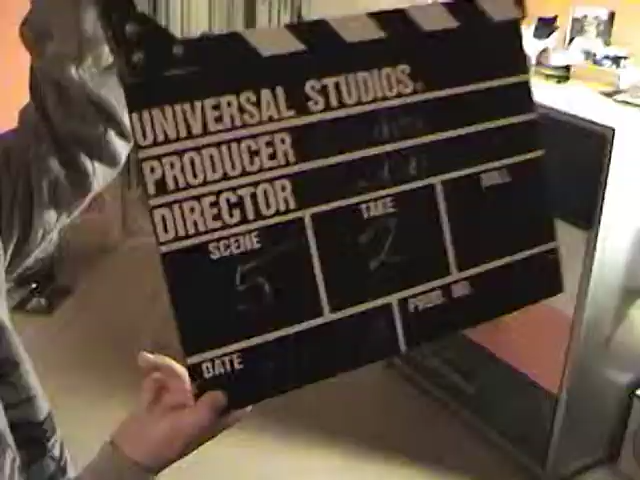 UNIVERSAL STUDIOS.
PRODUCER
DIRECTOR
SCENE TAKE ROLL
5 2
DATE PROD. NO.